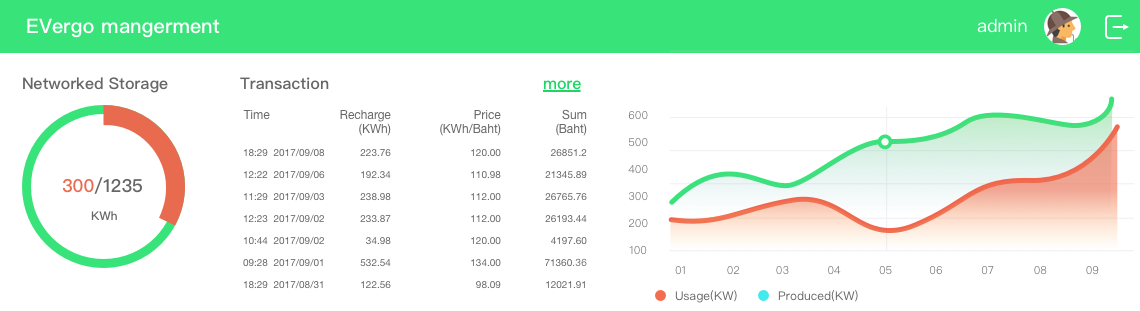 EVergo mangerment
admin
Networked Storage
300/1235
KWh
Transaction
more
Time Recharge (KWh) Price (KWh/Baht) Sum (Baht)
18:29 2017/09/08 223.76 120.00 26851.2
12:22 2017/09/06 192.34 110.98 21345.89
11:29 2017/09/03 238.98 112.00 26765.76
12:23 2017/09/02 233.87 112.00 26193.44
10:44 2017/09/02 34.98 120.00 4197.60
09:28 2017/09/01 532.54 134.00 71360.36
18:29 2017/08/31 122.56 98.09 12021.91
600
500
400
300
200
100
01 02 03 04 05 06 07 08 09
Usage(KW) Produced(KW)